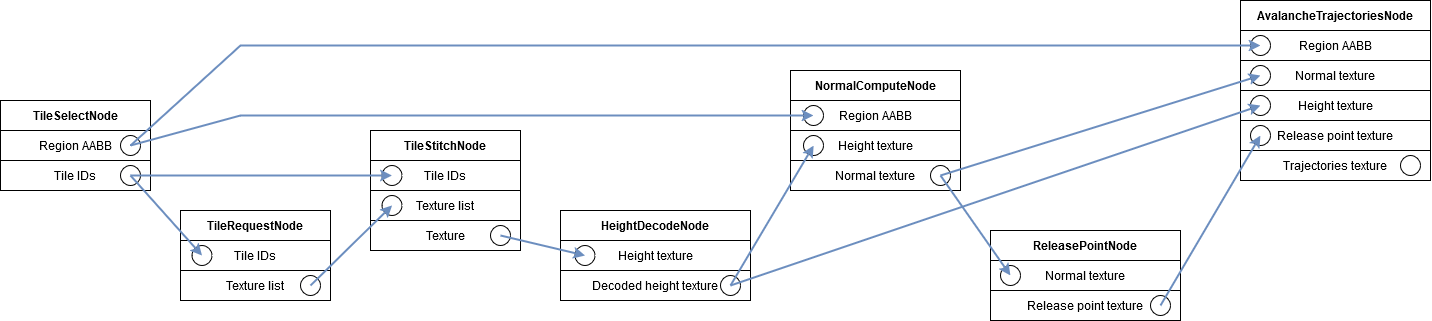 TileSelectNode
Region AABB
Tile IDs
TileRequestNode
Tile IDs
Texture list
TileStitchNode
Tile IDs
Texture list
Texture
HeightDecodeNode
Height texture
Decoded height texture
NormalComputeNode
Region AABB
Height texture
Normal texture
ReleasePointNode
Normal texture
Release point texture
AvalancheTrajectoriesNode
Region AABB
Normal texture
Height texture
Release point texture
Trajectories texture